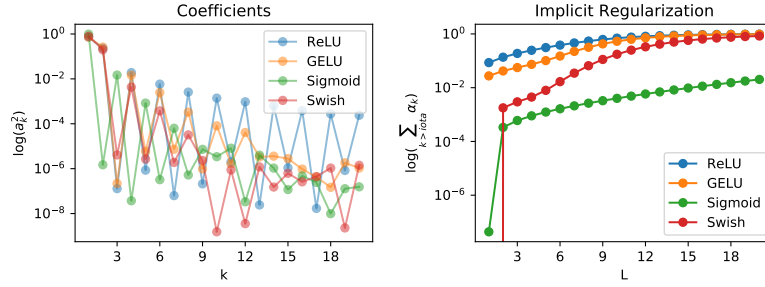 Coefficients
log(a_k^2)
10^0
10^-2
10^-4
10^-6
10^-8
3 6 9 12 15 18
k
ReLU
GELU
Sigmoid
Swish
Implicit Regularization
log( ∑_{k>iota} α_k)
10^0
10^-2
10^-4
10^-6
3 6 9 12 15 18
L
ReLU
GELU
Sigmoid
Swish